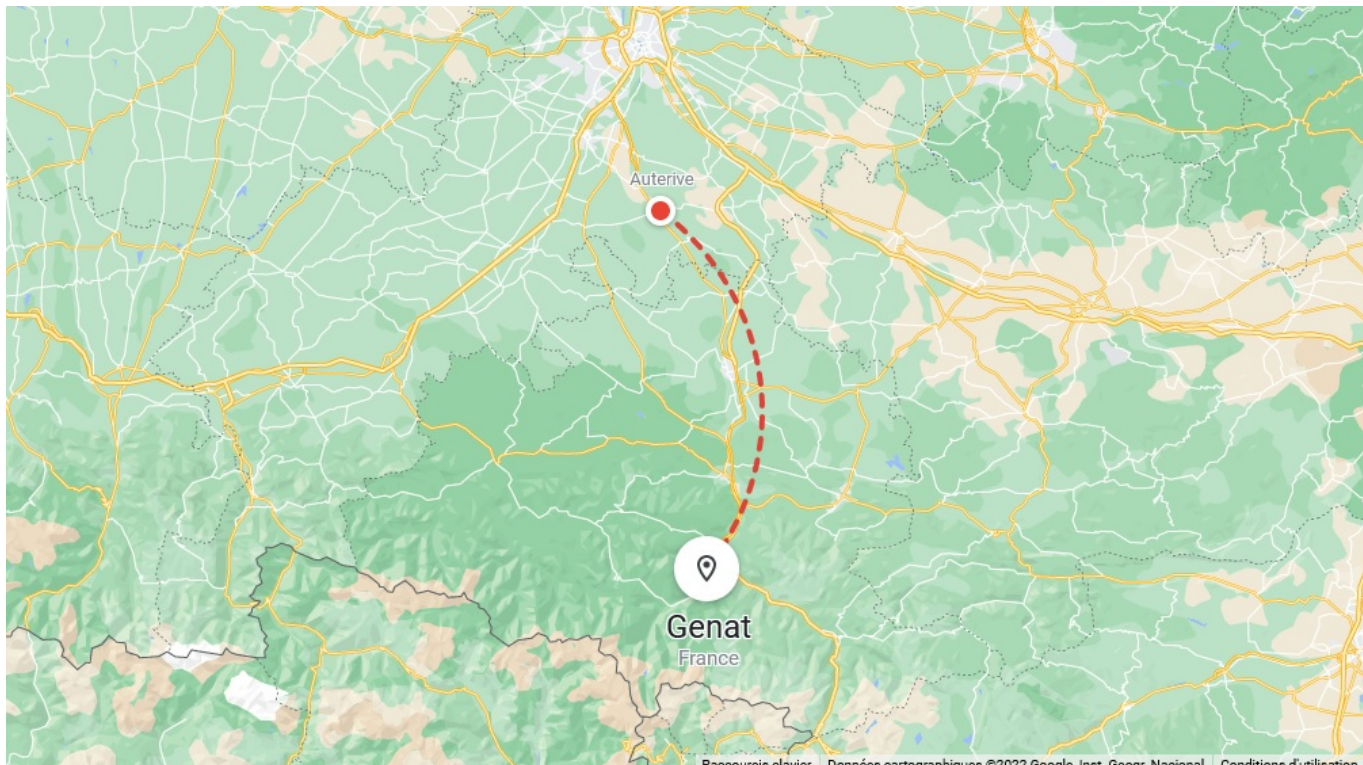 Auterive
Genat
France
Raccourcis clavier Données cartographiques ©2022 Google, Inst. Geogr. Nacional Conditions d'utilisation